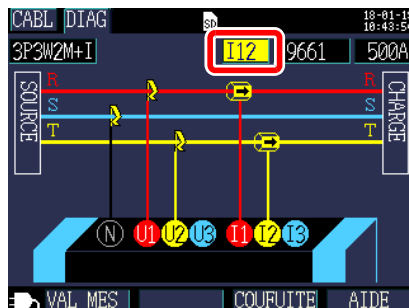 CABL DIAG SD 18-01-1
10:43:5
3P3W2M+I I12 9661 500A
SOURCE R R CHARGE
S S
T T
N U1 U2 U3 I1 I2 I3
VAL MES COUFUITE AIDE